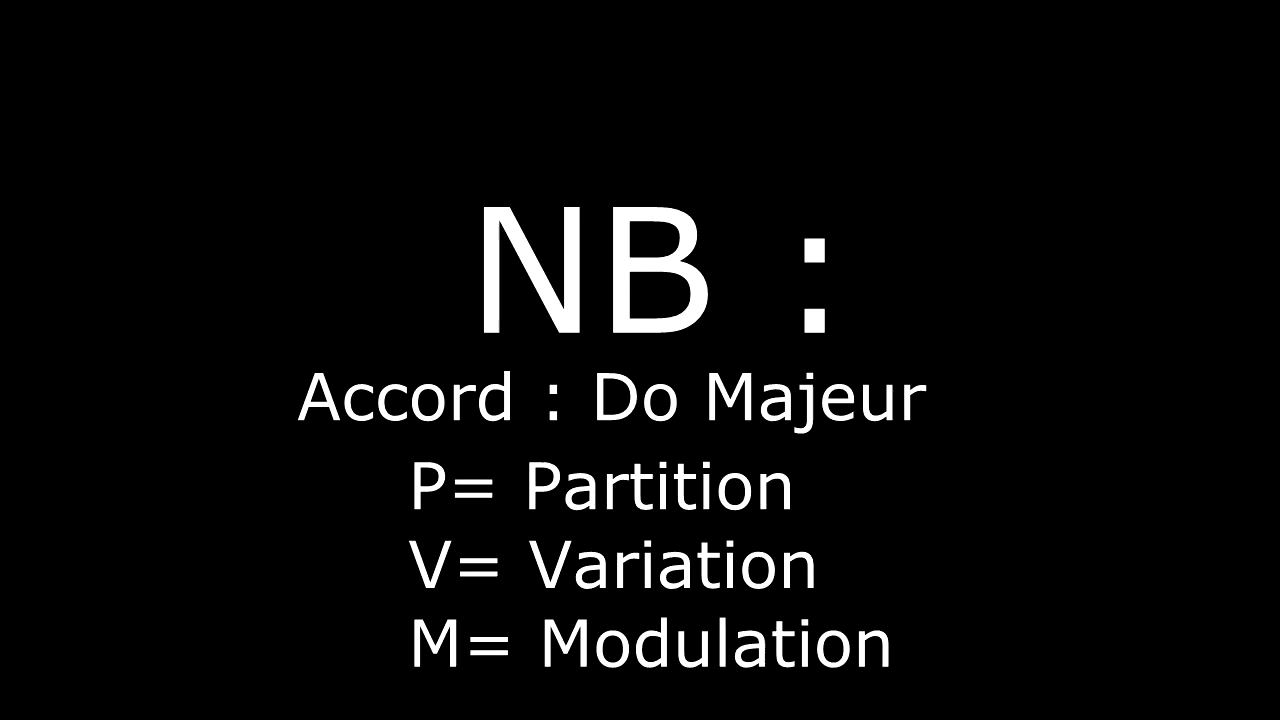 NB :
Accord : Do Majeur
P= Partition
V= Variation
M= Modulation